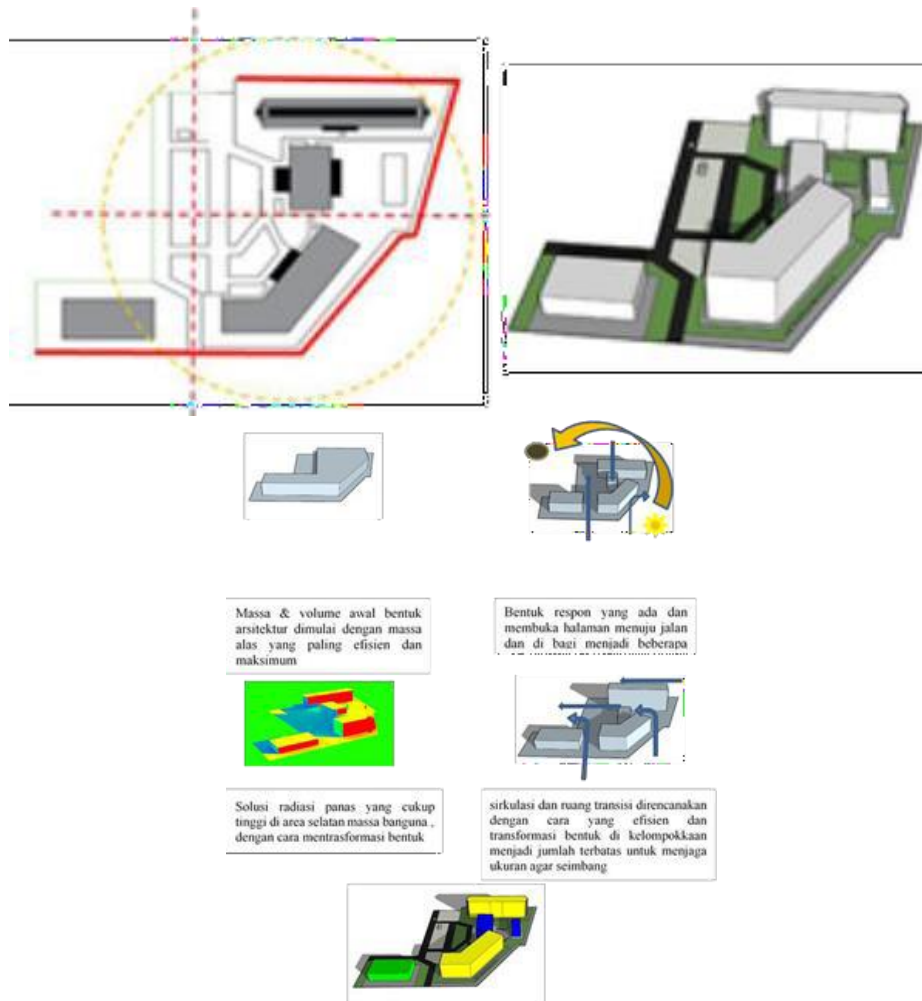 Massa & volume awal bentuk
arsitektur dimulai dengan massa
alas yang paling efisien dan
maksimum
Bentuk respon yang ada dan
membuka halaman menuju jalan
dan di bagi menjadi beberapa
Solusi radiasi panas yang cukup
tinggi di area selatan massa banguna ,
dengan cara mentrasformasi bentuk
sirkulasi dan ruang transisi direncanakan
dengan cara yang efisien dan
transformasi bentuk di kelompokkaan
menjadi jumlah terbatas untuk menjaga
ukuran agar seimbang